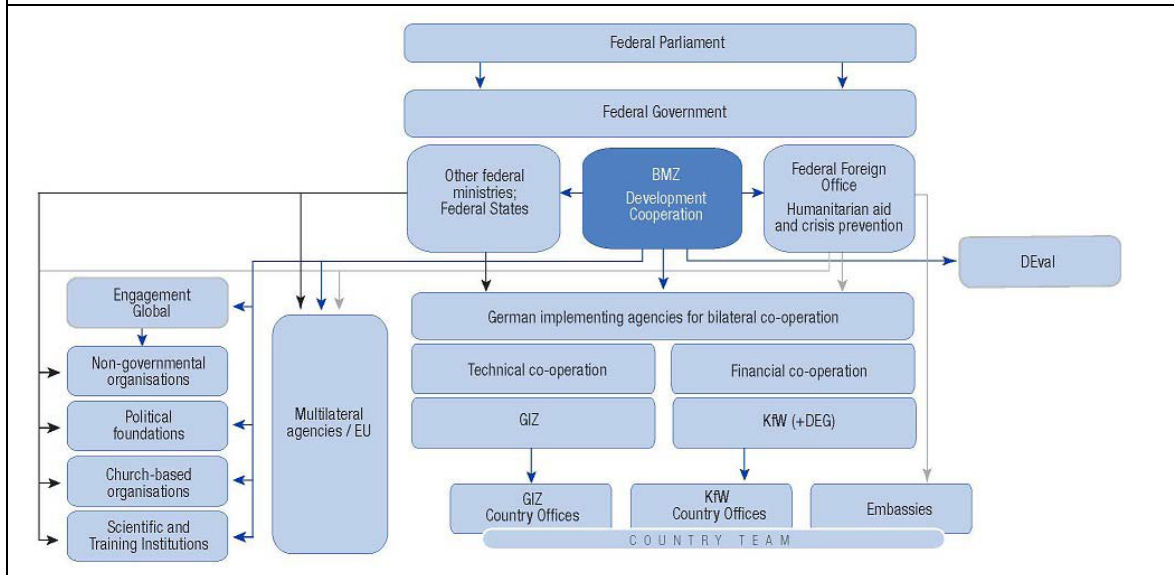 Federal Parliament
Federal Government
Other federal
ministries;
Federal States
BMZ
Development
Cooperation
Federal Foreign
Office
Humanitarian aid
and crisis prevention
DEval
Engagement
Global
German implementing agencies for bilateral co-operation
Non-governmental
organisations
Technical co-operation
Financial co-operation
Political
foundations
Multilateral
agencies / EU
GIZ
KfW (+DEG)
Church-based
organisations
Scientific and
Training Institutions
GIZ
Country Offices
KfW
Country Offices
Embassies
COUNTRY TEAM